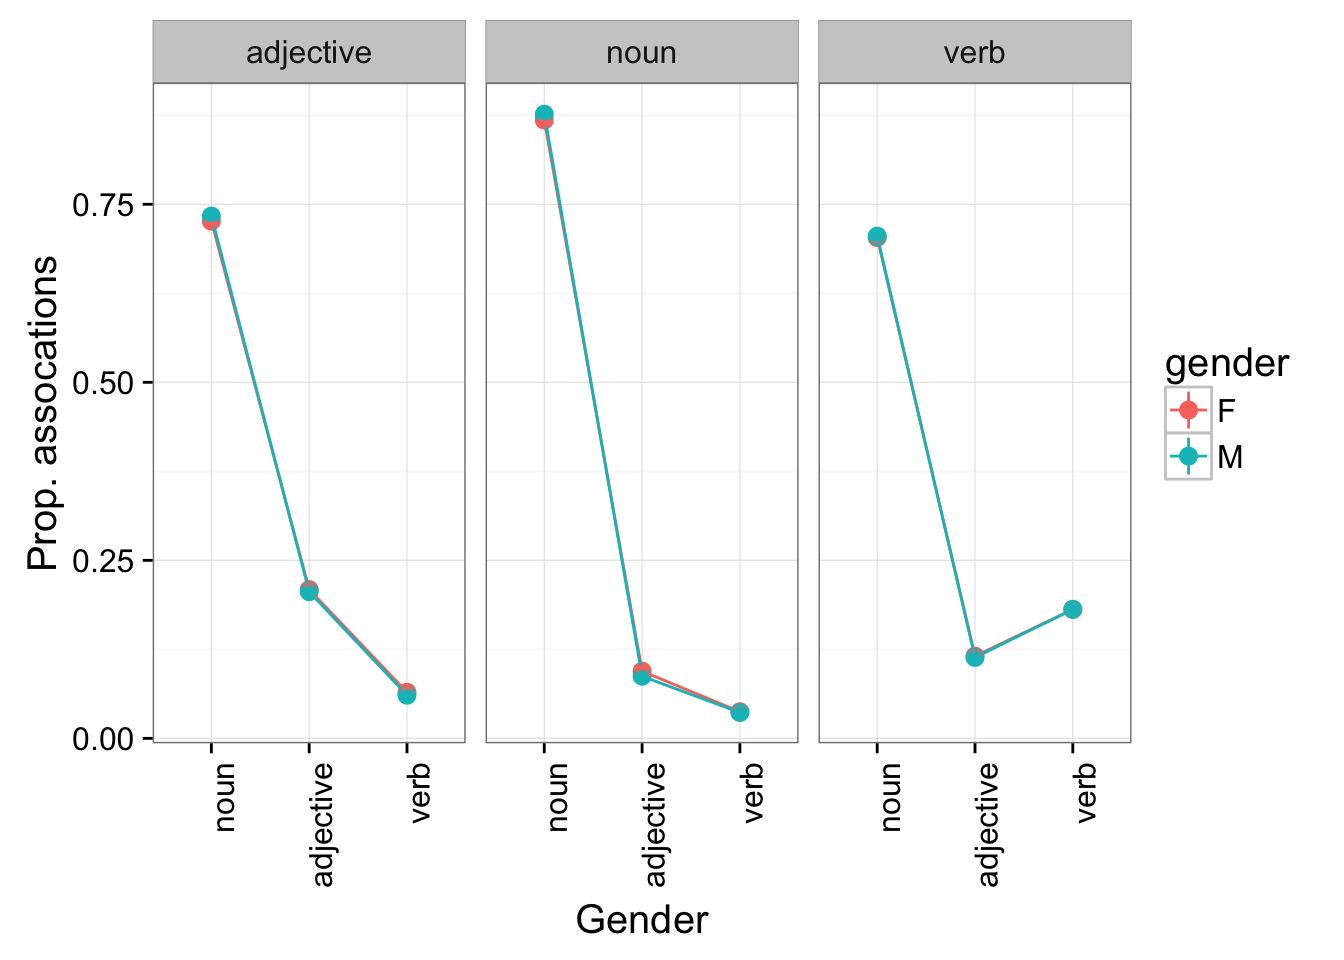 adjective noun verb
0.75
0.50
0.25
0.00
Prop. assocations
noun adjective verb noun adjective verb noun adjective verb
Gender
gender
F
M